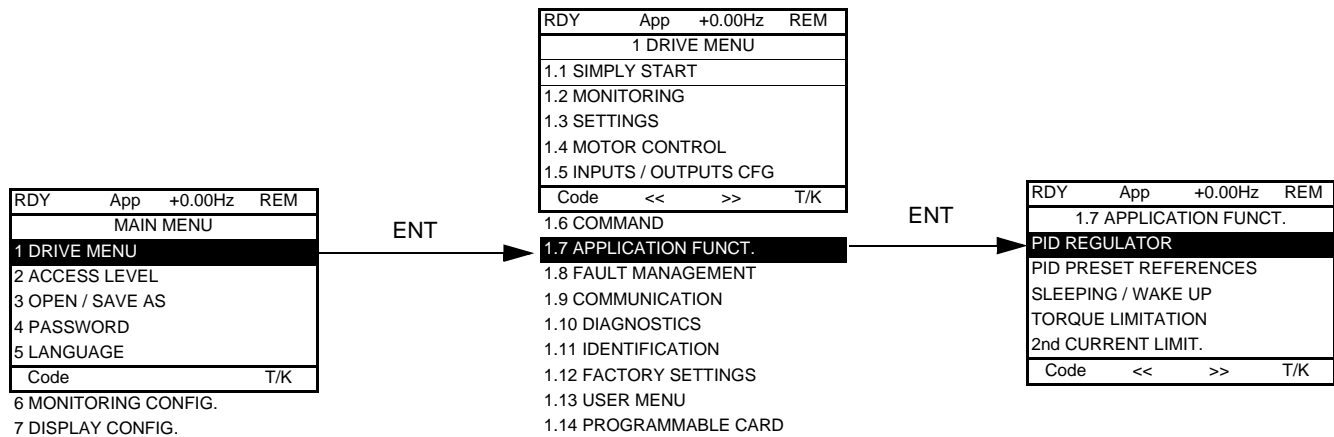 RDY App +0.00Hz REM
MAIN MENU
1 DRIVE MENU
2 ACCESS LEVEL
3 OPEN / SAVE AS
4 PASSWORD
5 LANGUAGE
Code T/K
6 MONITORING CONFIG.
7 DISPLAY CONFIG.
ENT
RDY App +0.00Hz REM
1 DRIVE MENU
1.1 SIMPLY START
1.2 MONITORING
1.3 SETTINGS
1.4 MOTOR CONTROL
1.5 INPUTS / OUTPUTS CFG
Code << >> T/K
1.6 COMMAND
1.7 APPLICATION FUNCT.
1.8 FAULT MANAGEMENT
1.9 COMMUNICATION
1.10 DIAGNOSTICS
1.11 IDENTIFICATION
1.12 FACTORY SETTINGS
1.13 USER MENU
1.14 PROGRAMMABLE CARD
ENT
RDY App +0.00Hz REM
1.7 APPLICATION FUNCT.
PID REGULATOR
PID PRESET REFERENCES
SLEEPING / WAKE UP
TORQUE LIMITATION
2nd CURRENT LIMIT.
Code << >> T/K